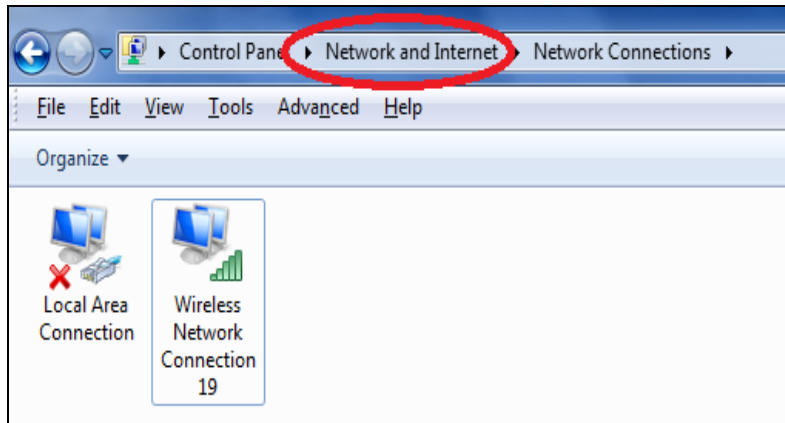 Control Panel Network and Internet Network Connections
File Edit View Tools Advanced Help
Organize
Local Area
Connection
Wireless
Network
Connection
19